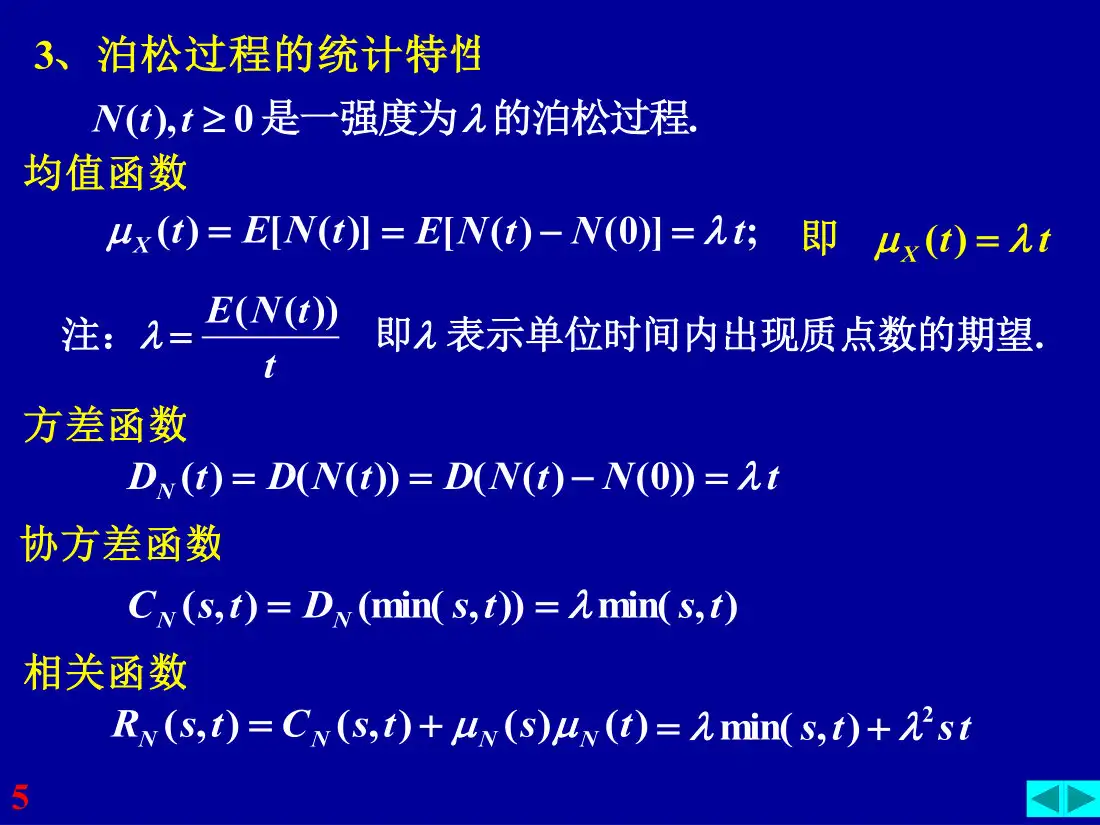 3、泊松过程的统计特性
N(t), t ≥ 0 是一强度为 λ 的泊松过程.
均值函数
μ_X(t) = E[N(t)] = E[N(t) − N(0)] = λt; 即 μ_X(t) = λt
注：λ = E(N(t))/t 即λ 表示单位时间内出现质点数的期望.
方差函数
D_N(t) = D(N(t)) = D(N(t) − N(0)) = λt
协方差函数
C_N(s,t) = D_N(min(s,t)) = λ min(s,t)
相关函数
R_N(s,t) = C_N(s,t) + μ_N(s)μ_N(t) = λ min(s,t) + λ²st
5